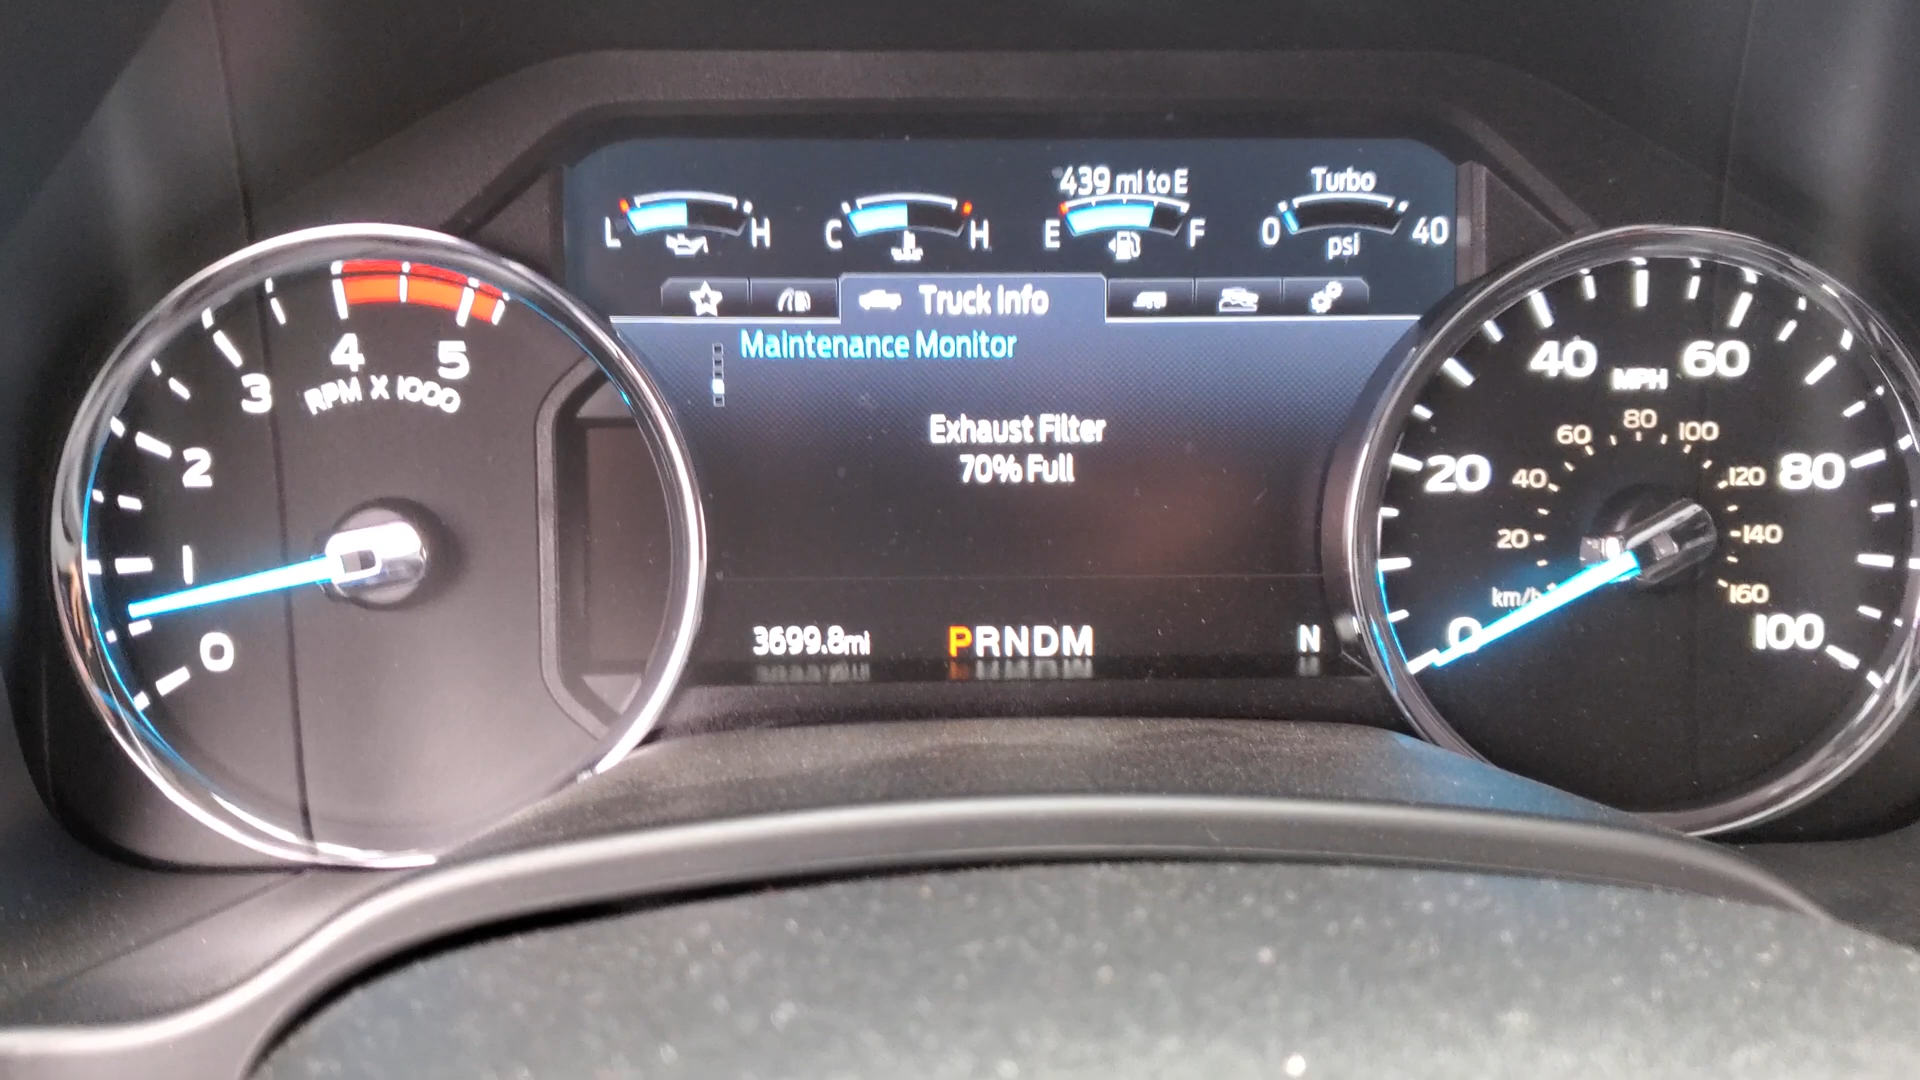 439 mi to E
Turbo
L H
C H
E F
0 40
psi
Truck Info
Maintenance Monitor
Exhaust Filter
70% Full
3699.8mi
PRNDM
N
0
1
2
3
4
5
RPM X 1000
0
20
40
60
80
100
MPH
km/h
20
40
60
80
100
120
140
160